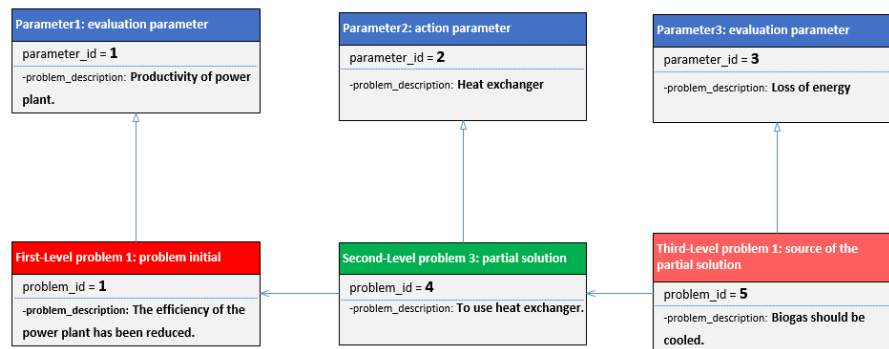 Parameter1: evaluation parameter
parameter_id = 1
-problem_description: Productivity of power
plant.
Parameter2: action parameter
parameter_id = 2
-problem_description: Heat exchanger
Parameter3: evaluation parameter
parameter_id = 3
-problem_description: Loss of energy
First-Level problem 1: problem initial
problem_id = 1
-problem_description: The efficiency of the
power plant has been reduced.
Second-Level problem 3: partial solution
problem_id = 4
-problem_description: To use heat exchanger.
Third-Level problem 1: source of the
partial solution
problem_id = 5
-problem_description: Biogas should be
cooled.